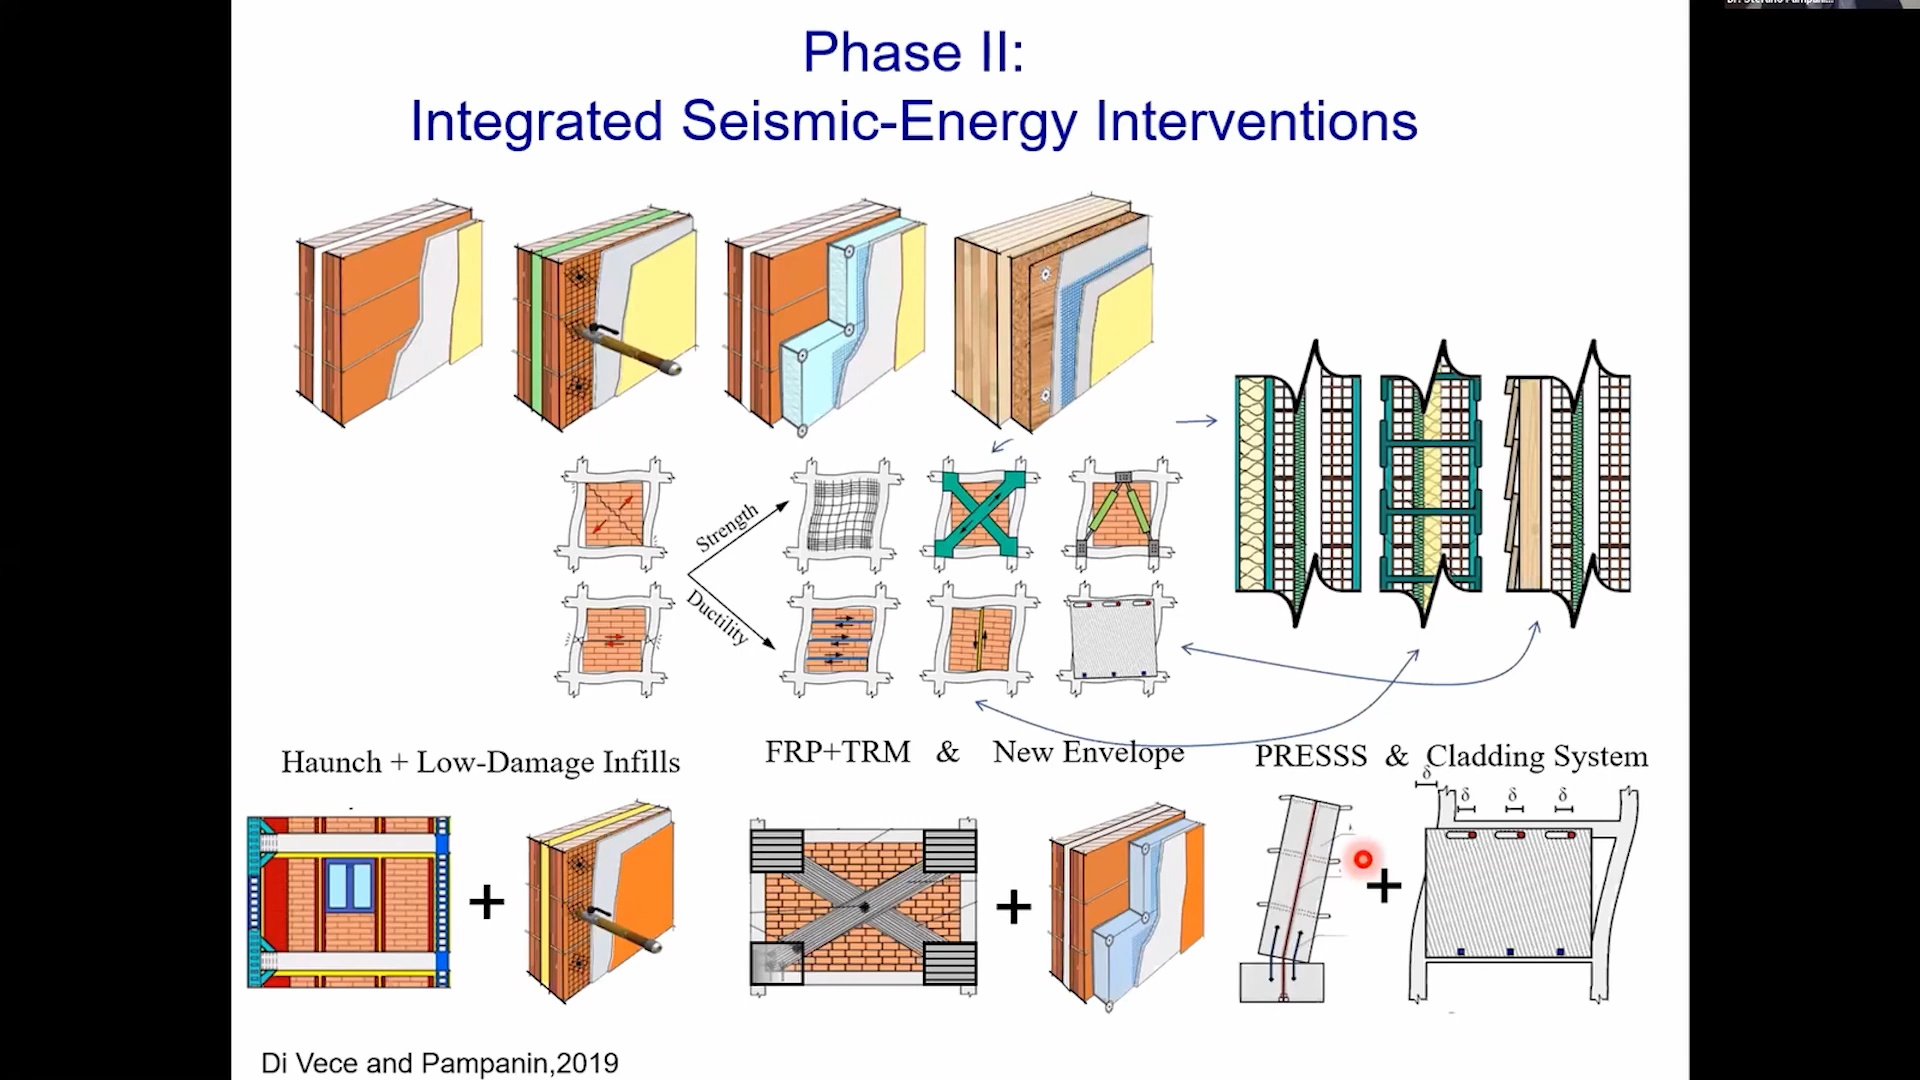 Phase II:
Integrated Seismic-Energy Interventions
Strength
Ductility
Haunch + Low-Damage Infills
FRP+TRM & New Envelope
PRESSS & Cladding System
+
+
+
δ
δ δ δ
Di Vece and Pampanin,2019